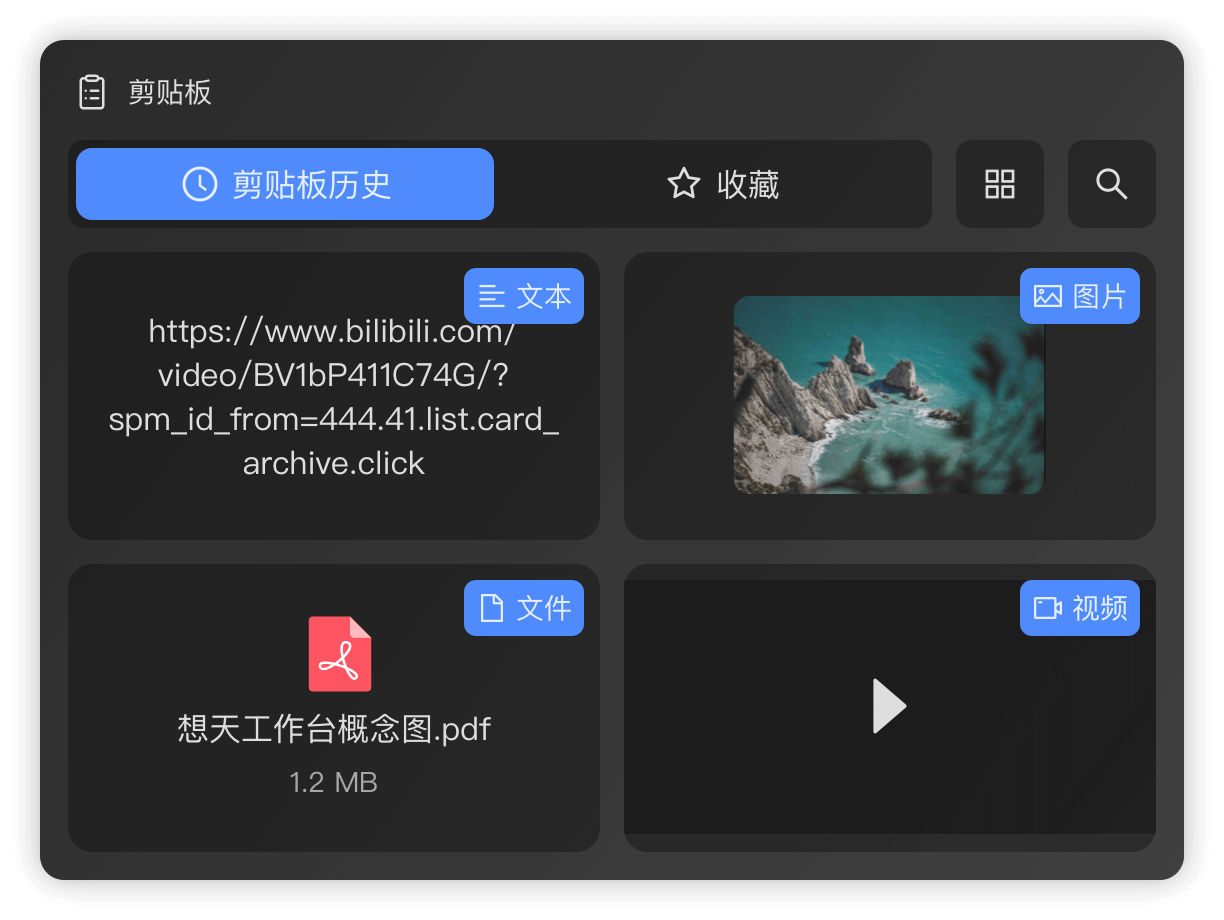 剪贴板
剪贴板历史
收藏
文本
https://www.bilibili.com/
video/BV1bP411C74G/?
spm_id_from=444.41.list.card_
archive.click
图片
文件
想天工作台概念图.pdf
1.2 MB
视频